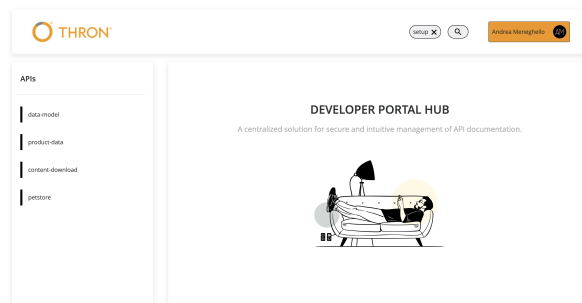 THRON
setup
Andrea Meneghello
AM
APIs
data-model
product-data
content-download
petstore
DEVELOPER PORTAL HUB
A centralized solution for secure and intuitive management of API documentation.